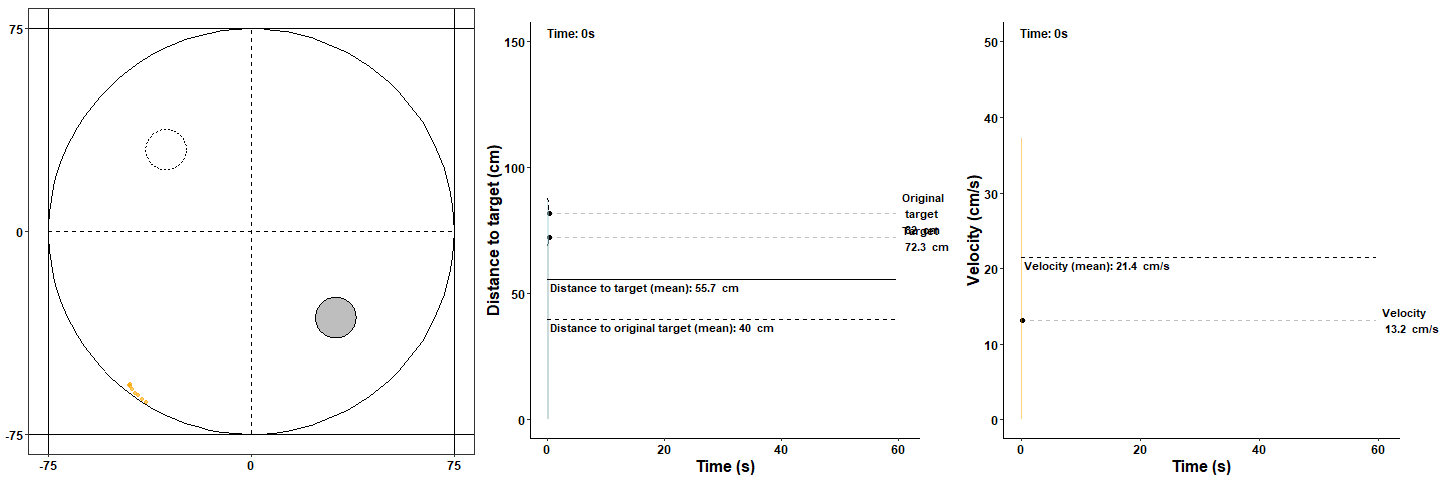 75
0
-75
-75
0
75
Distance to target (cm)
150
100
50
0
Time: 0s
Original
target
82 cm
Target
72.3 cm
Distance to target (mean): 55.7 cm
Distance to original target (mean): 40 cm
0
20
40
60
Time (s)
Velocity (cm/s)
50
40
30
20
10
0
Time: 0s
Velocity (mean): 21.4 cm/s
Velocity
13.2 cm/s
0
20
40
60
Time (s)